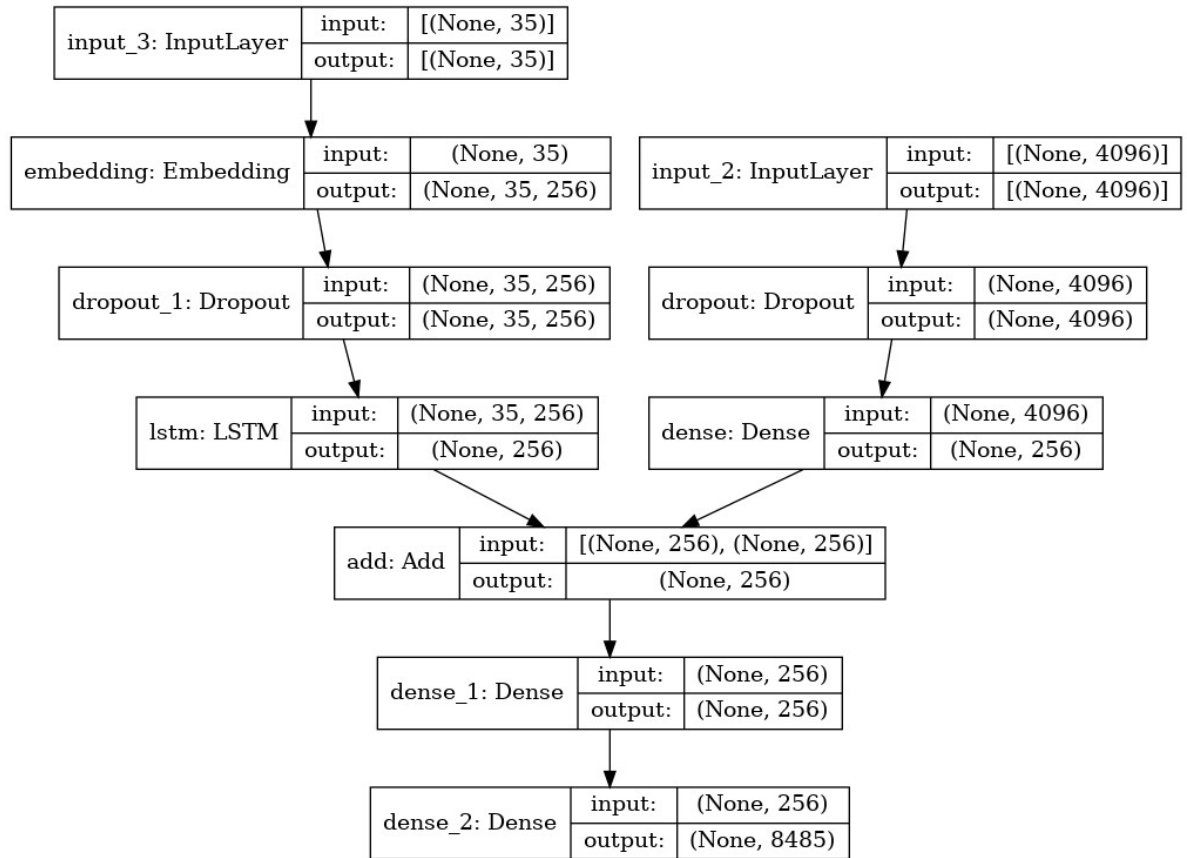 input_3: InputLayer
input: [(None, 35)]
output: [(None, 35)]
embedding: Embedding
input: (None, 35)
output: (None, 35, 256)
input_2: InputLayer
input: [(None, 4096)]
output: [(None, 4096)]
dropout_1: Dropout
input: (None, 35, 256)
output: (None, 35, 256)
dropout: Dropout
input: (None, 4096)
output: (None, 4096)
lstm: LSTM
input: (None, 35, 256)
output: (None, 256)
dense: Dense
input: (None, 4096)
output: (None, 256)
add: Add
input: [(None, 256), (None, 256)]
output: (None, 256)
dense_1: Dense
input: (None, 256)
output: (None, 256)
dense_2: Dense
input: (None, 256)
output: (None, 8485)